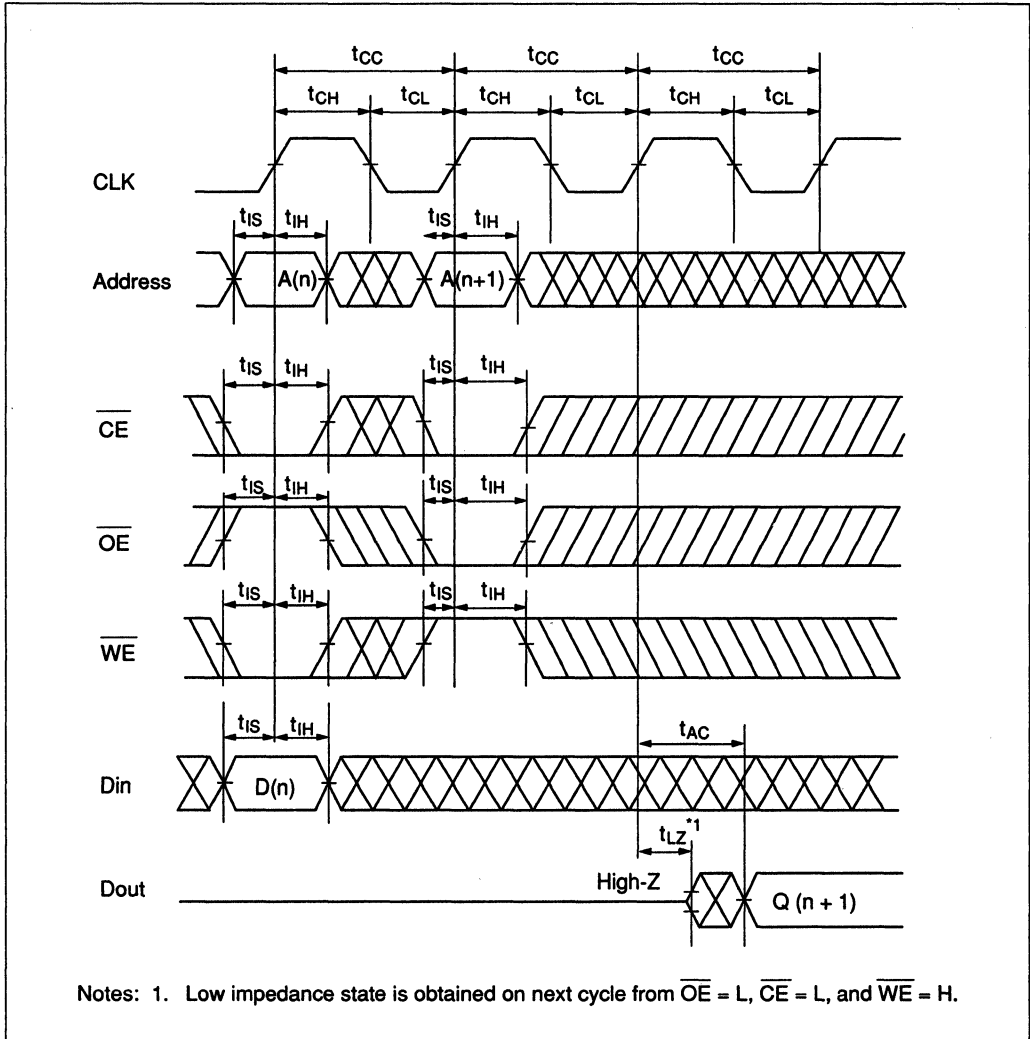 tCC tCC tCC
tCH tCL tCH tCL tCH tCL
CLK
tIS tIH tIS tIH
Address A(n) A(n+1)
tIS tIH tIS tIH
CE
tIS tIH tIS tIH
OE
tIS tIH tIS tIH
WE
tIS tIH tAC
Din D(n)
tLZ*1
Dout High-Z Q (n + 1)
Notes: 1. Low impedance state is obtained on next cycle from OE = L, CE = L, and WE = H.